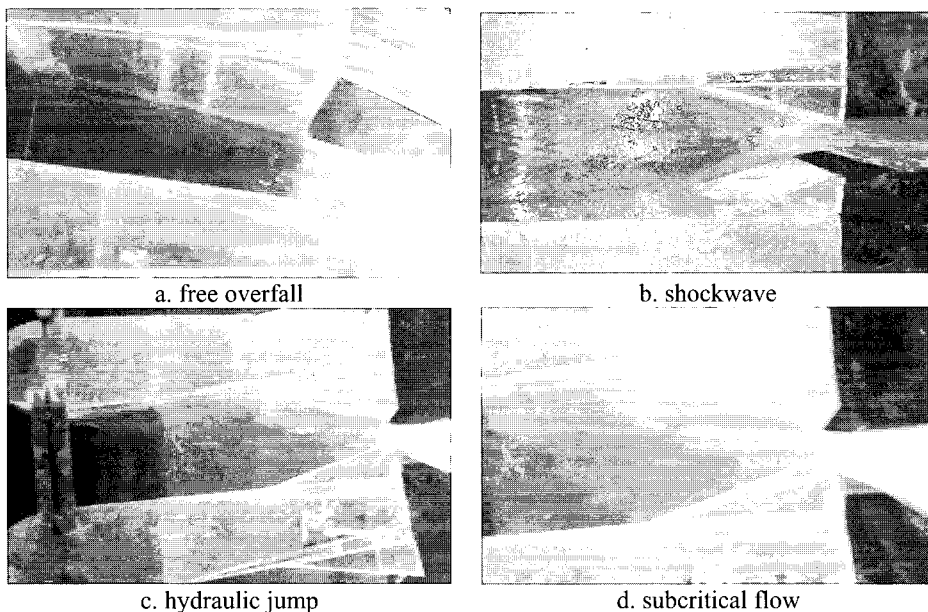 a. free overfall
b. shockwave
c. hydraulic jump
d. subcritical flow